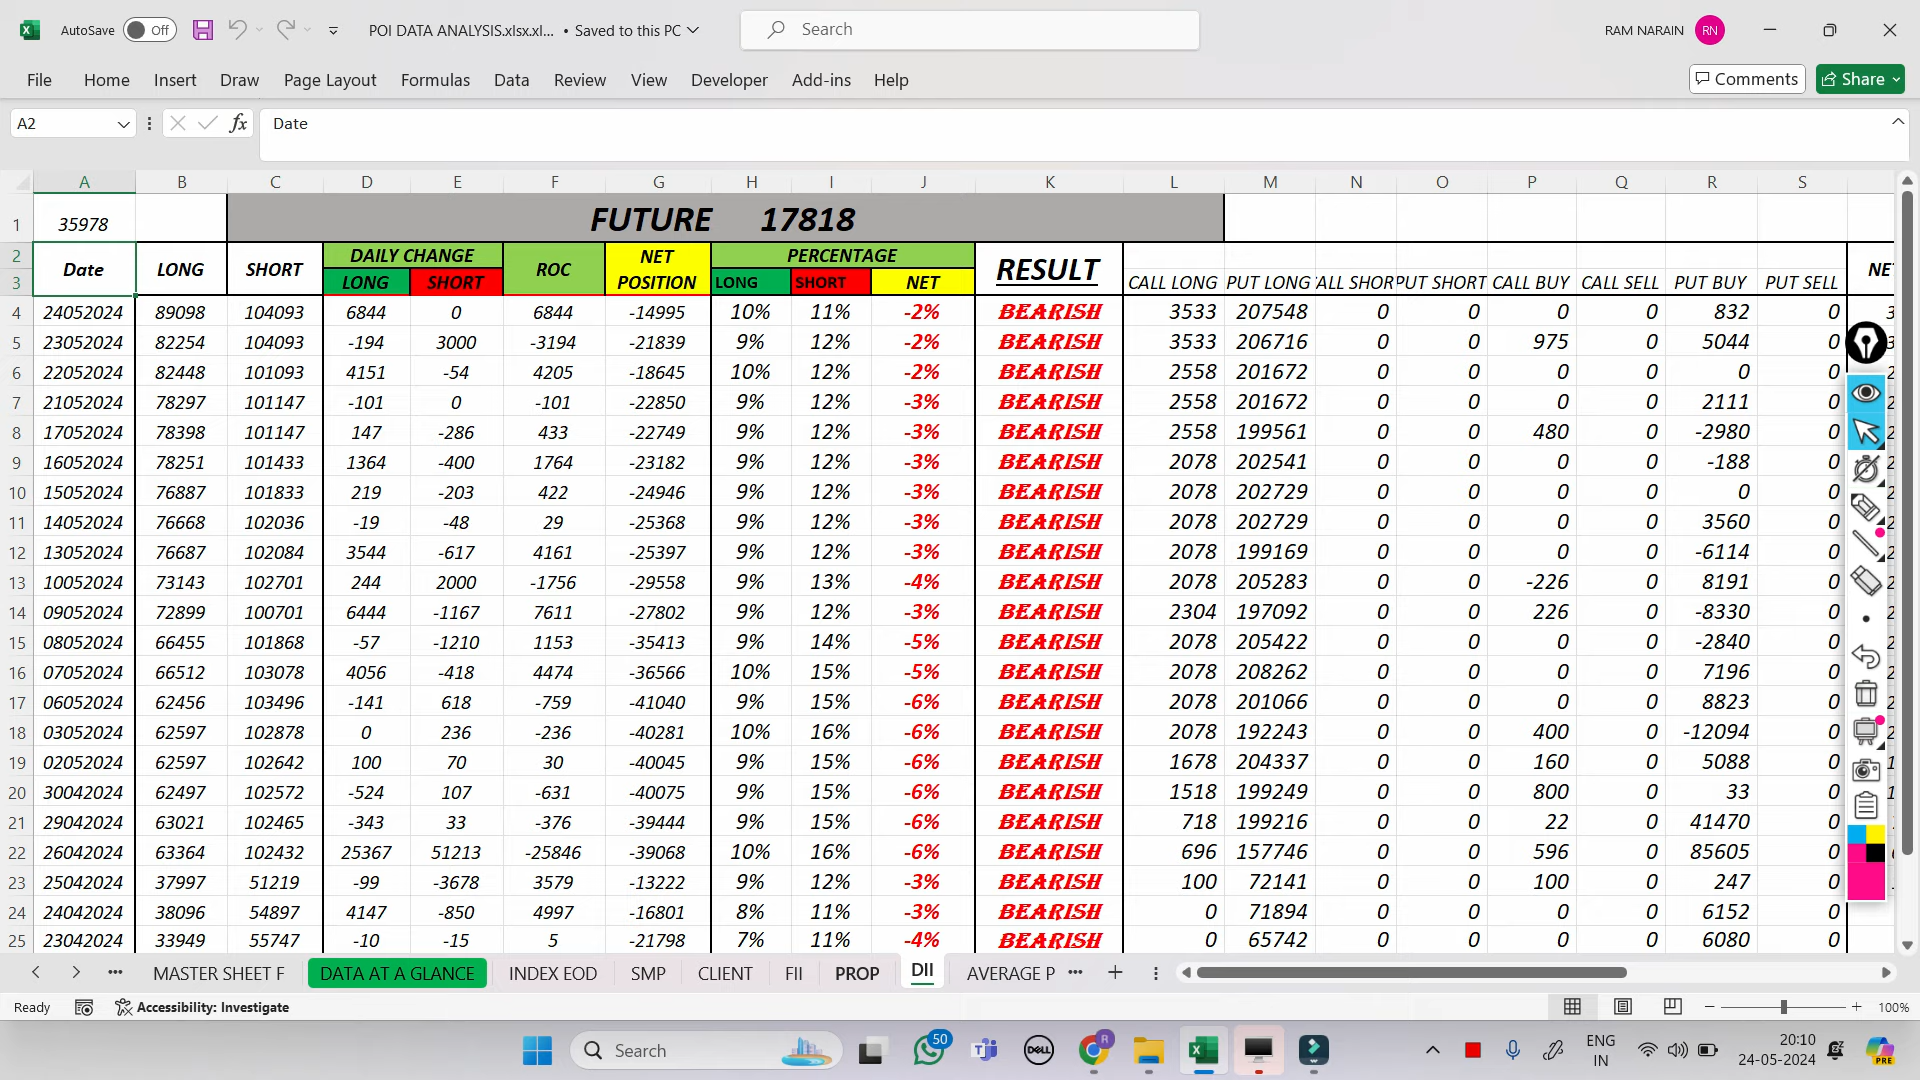 AutoSave Off POI DATA ANALYSIS.xlsx.xl... • Saved to this PC Search RAM NARAIN RN
File Home Insert Draw Page Layout Formulas Data Review View Developer Add-ins Help Comments Share
A2 fx Date
A B C D E F G H I J K L M N O P Q R S
1 35978 FUTURE 17818
2 Date LONG SHORT DAILY CHANGE ROC NET POSITION PERCENTAGE RESULT NE
3 LONG SHORT LONG SHORT NET CALL LONG PUT LONG CALL SHOR PUT SHORT CALL BUY CALL SELL PUT BUY PUT SELL
4 24052024 89098 104093 6844 0 6844 -14995 10% 11% -2% BEARISH 3533 207548 0 0 0 0 832 0
5 23052024 82254 104093 -194 3000 -3194 -21839 9% 12% -2% BEARISH 3533 206716 0 0 975 0 5044 0
6 22052024 82448 101093 4151 -54 4205 -18645 10% 12% -2% BEARISH 2558 201672 0 0 0 0 0 0
7 21052024 78297 101147 -101 0 -101 -22850 9% 12% -3% BEARISH 2558 201672 0 0 0 0 2111 0
8 17052024 78398 101147 147 -286 433 -22749 9% 12% -3% BEARISH 2558 199561 0 0 480 0 -2980 0
9 16052024 78251 101433 1364 -400 1764 -23182 9% 12% -3% BEARISH 2078 202541 0 0 0 0 -188 0
10 15052024 76887 101833 219 -203 422 -24946 9% 12% -3% BEARISH 2078 202729 0 0 0 0 0 0
11 14052024 76668 102036 -19 -48 29 -25368 9% 12% -3% BEARISH 2078 202729 0 0 0 0 3560 0
12 13052024 76687 102084 3544 -617 4161 -25397 9% 12% -3% BEARISH 2078 199169 0 0 0 0 -6114 0
13 10052024 73143 102701 244 2000 -1756 -29558 9% 13% -4% BEARISH 2078 205283 0 0 -226 0 8191 0
14 09052024 72899 100701 6444 -1167 7611 -27802 9% 12% -3% BEARISH 2304 197092 0 0 226 0 -8330 0
15 08052024 66455 101868 -57 -1210 1153 -35413 9% 14% -5% BEARISH 2078 205422 0 0 0 0 -2840 0
16 07052024 66512 103078 4056 -418 4474 -36566 10% 15% -5% BEARISH 2078 208262 0 0 0 0 7196 0
17 06052024 62456 103496 -141 618 -759 -41040 9% 15% -6% BEARISH 2078 201066 0 0 0 0 8823 0
18 03052024 62597 102878 0 236 -236 -40281 10% 16% -6% BEARISH 2078 192243 0 0 400 0 -12094 0
19 02052024 62597 102642 100 70 30 -40045 9% 15% -6% BEARISH 1678 204337 0 0 160 0 5088 0
20 30042024 62497 102572 -524 107 -631 -40075 9% 15% -6% BEARISH 1518 199249 0 0 800 0 33 0
21 29042024 63021 102465 -343 33 -376 -39444 9% 15% -6% BEARISH 718 199216 0 0 22 0 41470 0
22 26042024 63364 102432 25367 51213 -25846 -39068 10% 16% -6% BEARISH 696 157746 0 0 596 0 85605 0
23 25042024 37997 51219 -99 -3678 3579 -13222 9% 12% -3% BEARISH 100 72141 0 0 100 0 247 0
24 24042024 38096 54897 4147 -850 4997 -16801 8% 11% -3% BEARISH 0 71894 0 0 0 0 6152 0
25 23042024 33949 55747 -10 -15 5 -21798 7% 11% -4% BEARISH 0 65742 0 0 0 0 6080 0
MASTER SHEET F DATA AT A GLANCE INDEX EOD SMP CLIENT FII PROP DII AVERAGE P
Ready Accessibility: Investigate 100%
Search 50 DELL ENG IN 20:10 24-05-2024 PRE